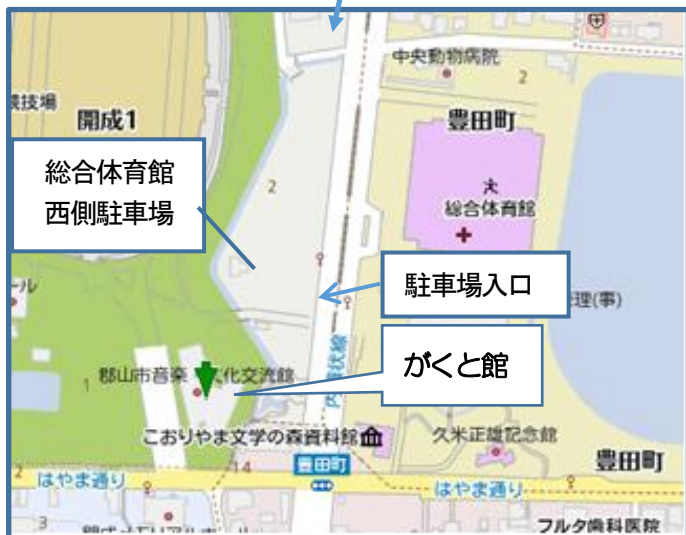 中央動物病院
2
競技場
開成1
豊田町
総合体育館
西側駐車場
2
総合体育館
駐車場入口
理(事)
ール
がくと館
郡山市音楽
化交流館
1
こおりやま文学の森資料館
久米正雄記念館
豊田町
豊田町
2
14
はやま通り
はやま通り
3
フルタ歯科医院